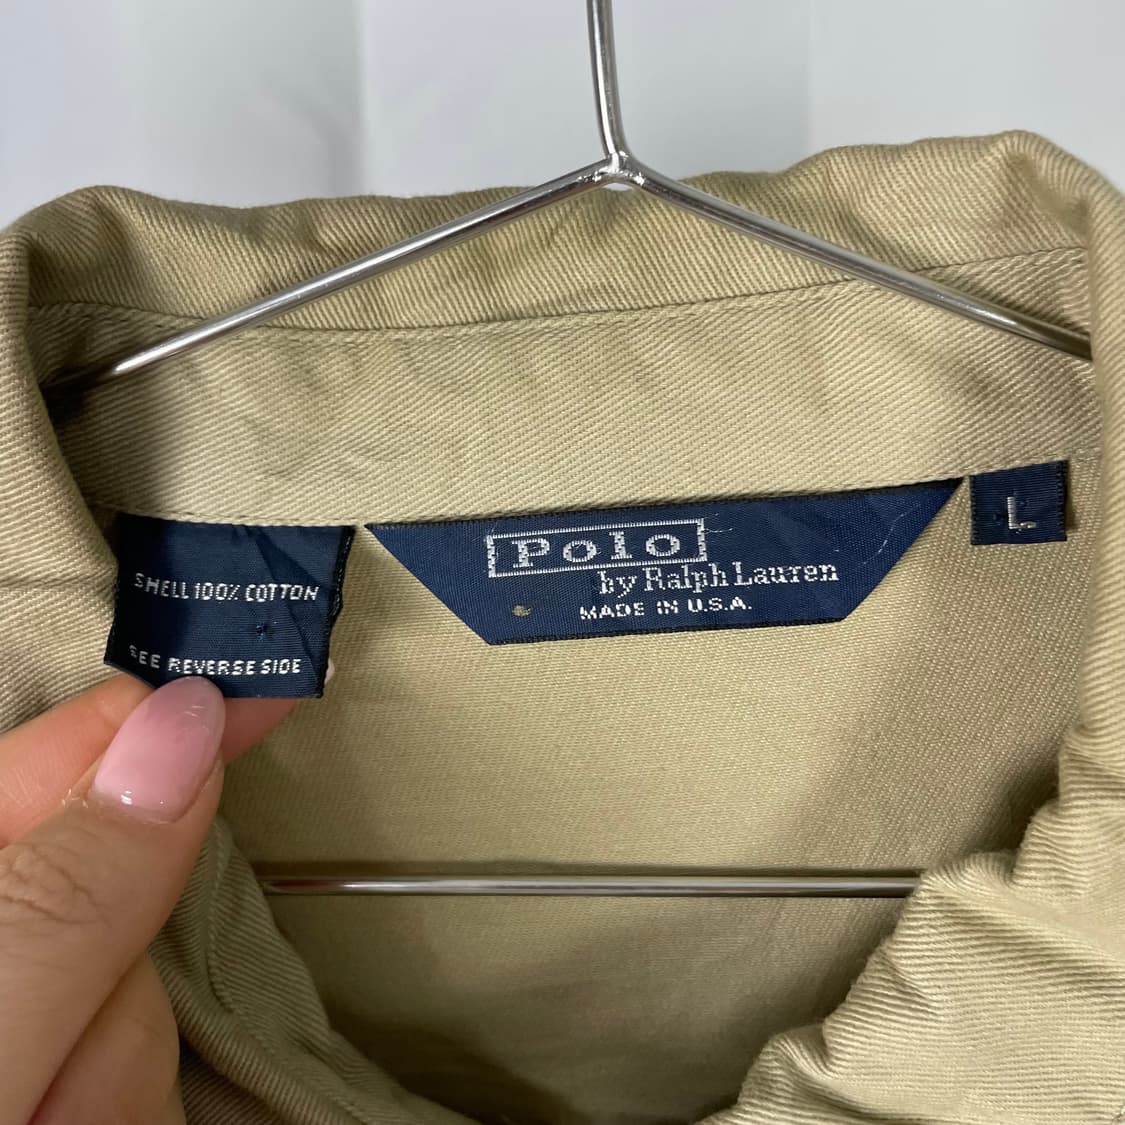 SHELL 100% COTTON
SEE REVERSE SIDE
Polo
by Ralph Lauren
MADE IN U.S.A.
L